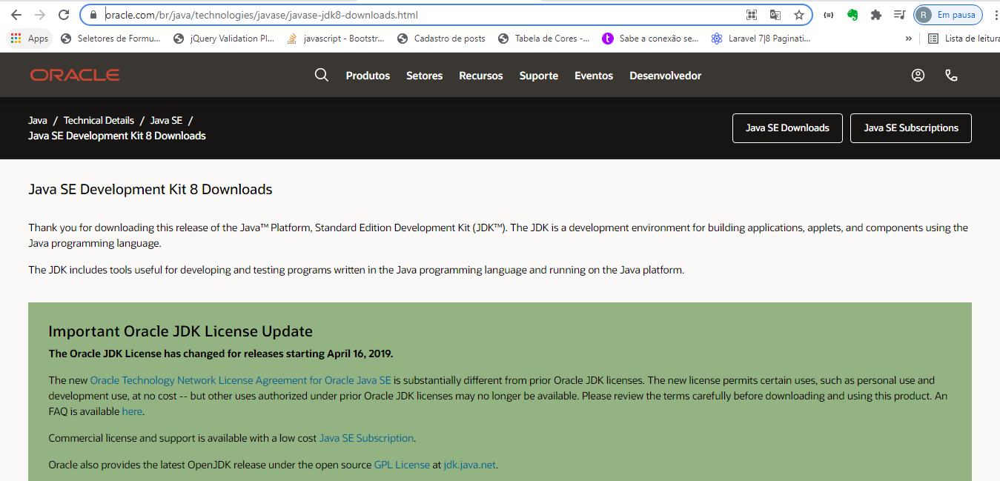 oracle.com/br/java/technologies/javase/javase-jdk8-downloads.html
R Em pausa
Apps Seletores de Formu... jQuery Validation Pl... javascript - Bootstr... Cadastro de posts Tabela de Cores -... Sabe a conexão se... Laravel 7|8 Paginati... » Lista de leitura
ORACLE Produtos Setores Recursos Suporte Eventos Desenvolvedor
Java / Technical Details / Java SE /
Java SE Development Kit 8 Downloads
Java SE Downloads Java SE Subscriptions
Java SE Development Kit 8 Downloads
Thank you for downloading this release of the Java™ Platform, Standard Edition Development Kit (JDK™). The JDK is a development environment for building applications, applets, and components using the
Java programming language.
The JDK includes tools useful for developing and testing programs written in the Java programming language and running on the Java platform.
Important Oracle JDK License Update
The Oracle JDK License has changed for releases starting April 16, 2019.
The new Oracle Technology Network License Agreement for Oracle Java SE is substantially different from prior Oracle JDK licenses. The new license permits certain uses, such as personal use and
development use, at no cost -- but other uses authorized under prior Oracle JDK licenses may no longer be available. Please review the terms carefully before downloading and using this product. An
FAQ is available here.
Commercial license and support is available with a low cost Java SE Subscription.
Oracle also provides the latest OpenJDK release under the open source GPL License at jdk.java.net.